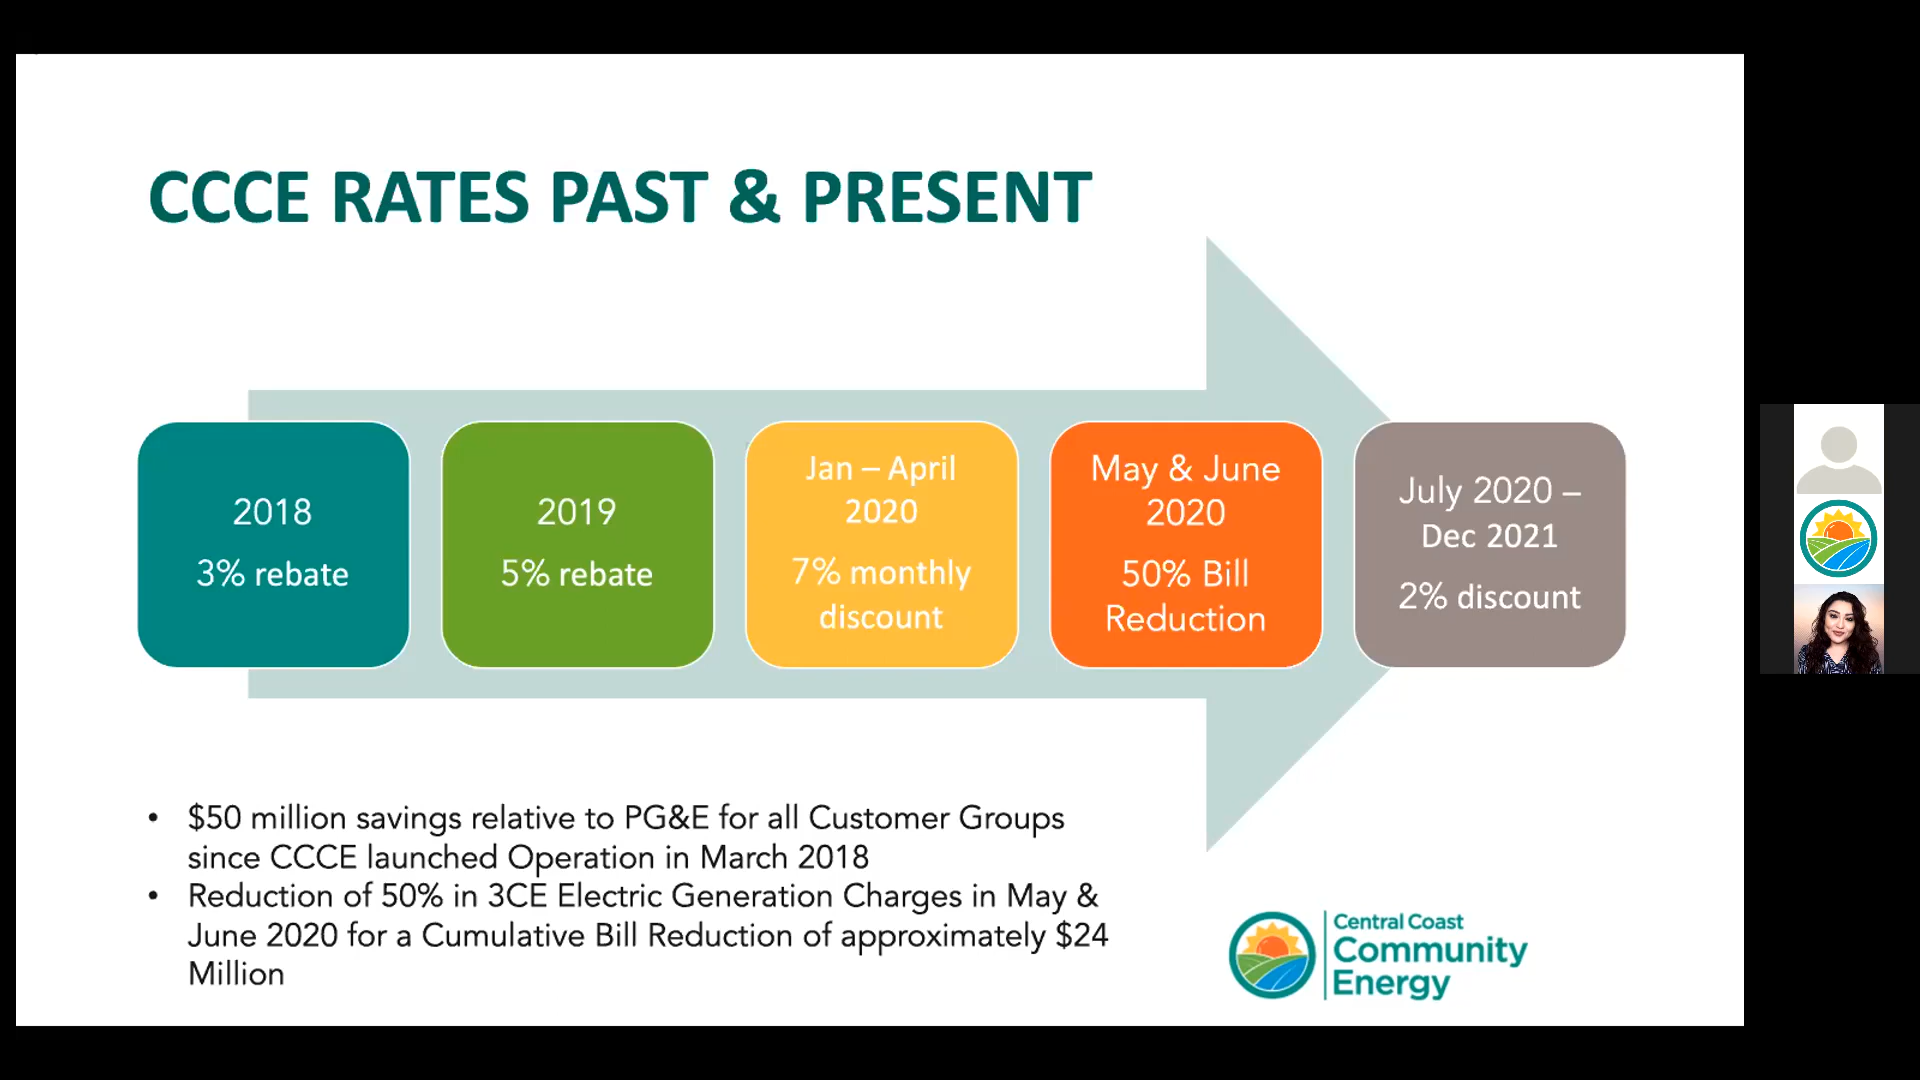 CCCE RATES PAST & PRESENT
2018
3% rebate
2019
5% rebate
Jan – April
2020
7% monthly
discount
May & June
2020
50% Bill
Reduction
July 2020 –
Dec 2021
2% discount
• $50 million savings relative to PG&E for all Customer Groups
since CCCE launched Operation in March 2018
• Reduction of 50% in 3CE Electric Generation Charges in May &
June 2020 for a Cumulative Bill Reduction of approximately $24
Million
Central Coast
Community
Energy